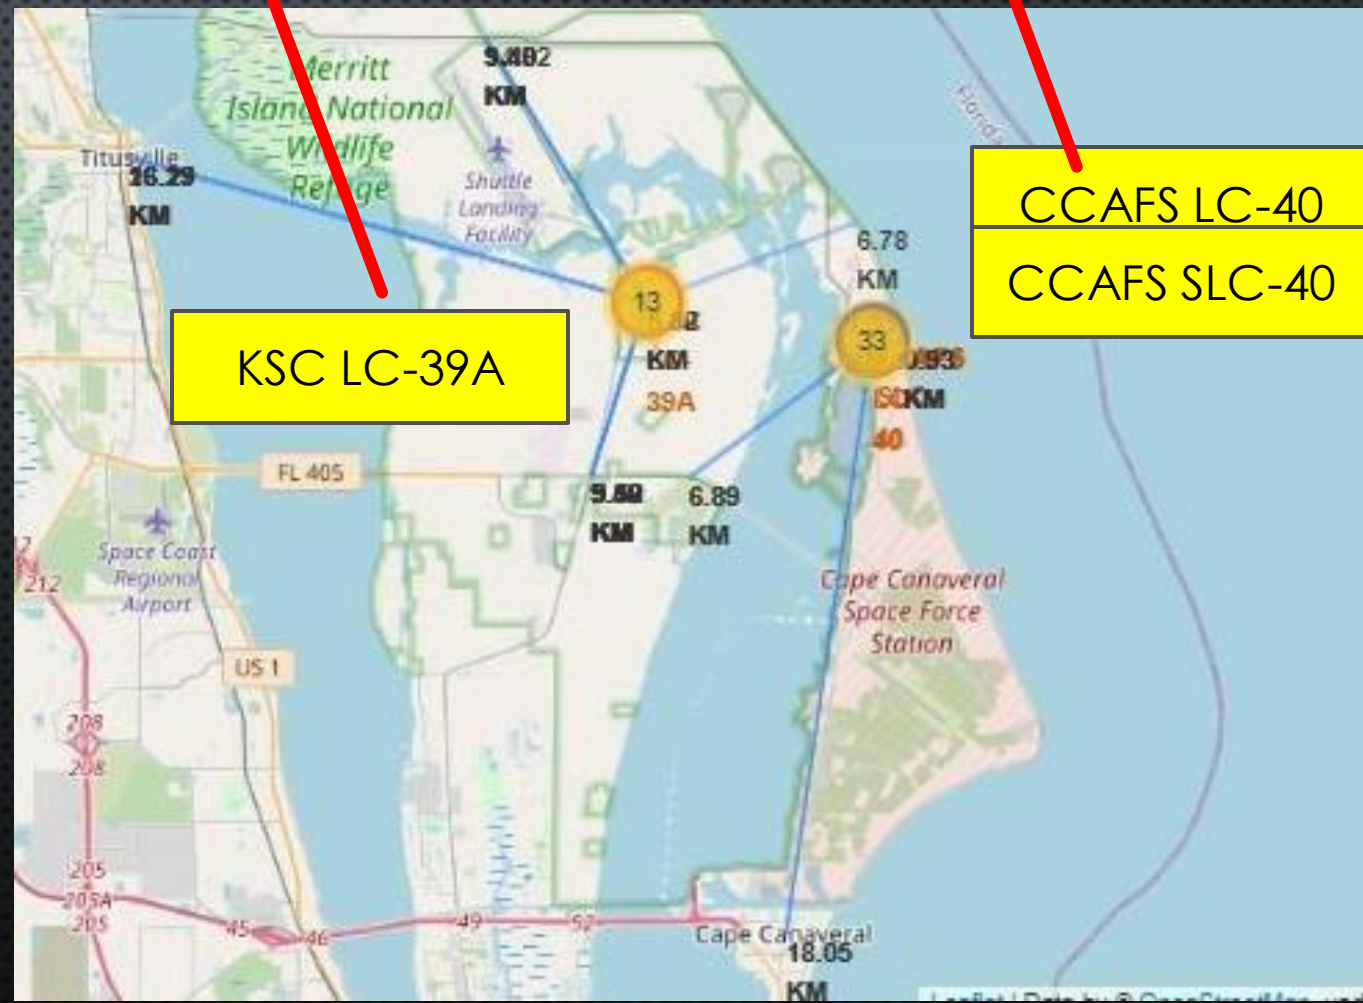 Merritt
Island National
Wildlife
Refuge
KM
Titusville
KM
Shuttle
Landing
Facility
Florida
CCAFS LC-40
CCAFS SLC-40
6.78
KM
13
33
KM
39A
KM
40
KSC LC-39A
FL 405
KM
6.89
KM
Space Coast
Regional
Airport
212
Cape Canaveral
Space Force
Station
US 1
208
208
205
205A
205
45
46
49
52
Cape Canaveral
18.05
KM